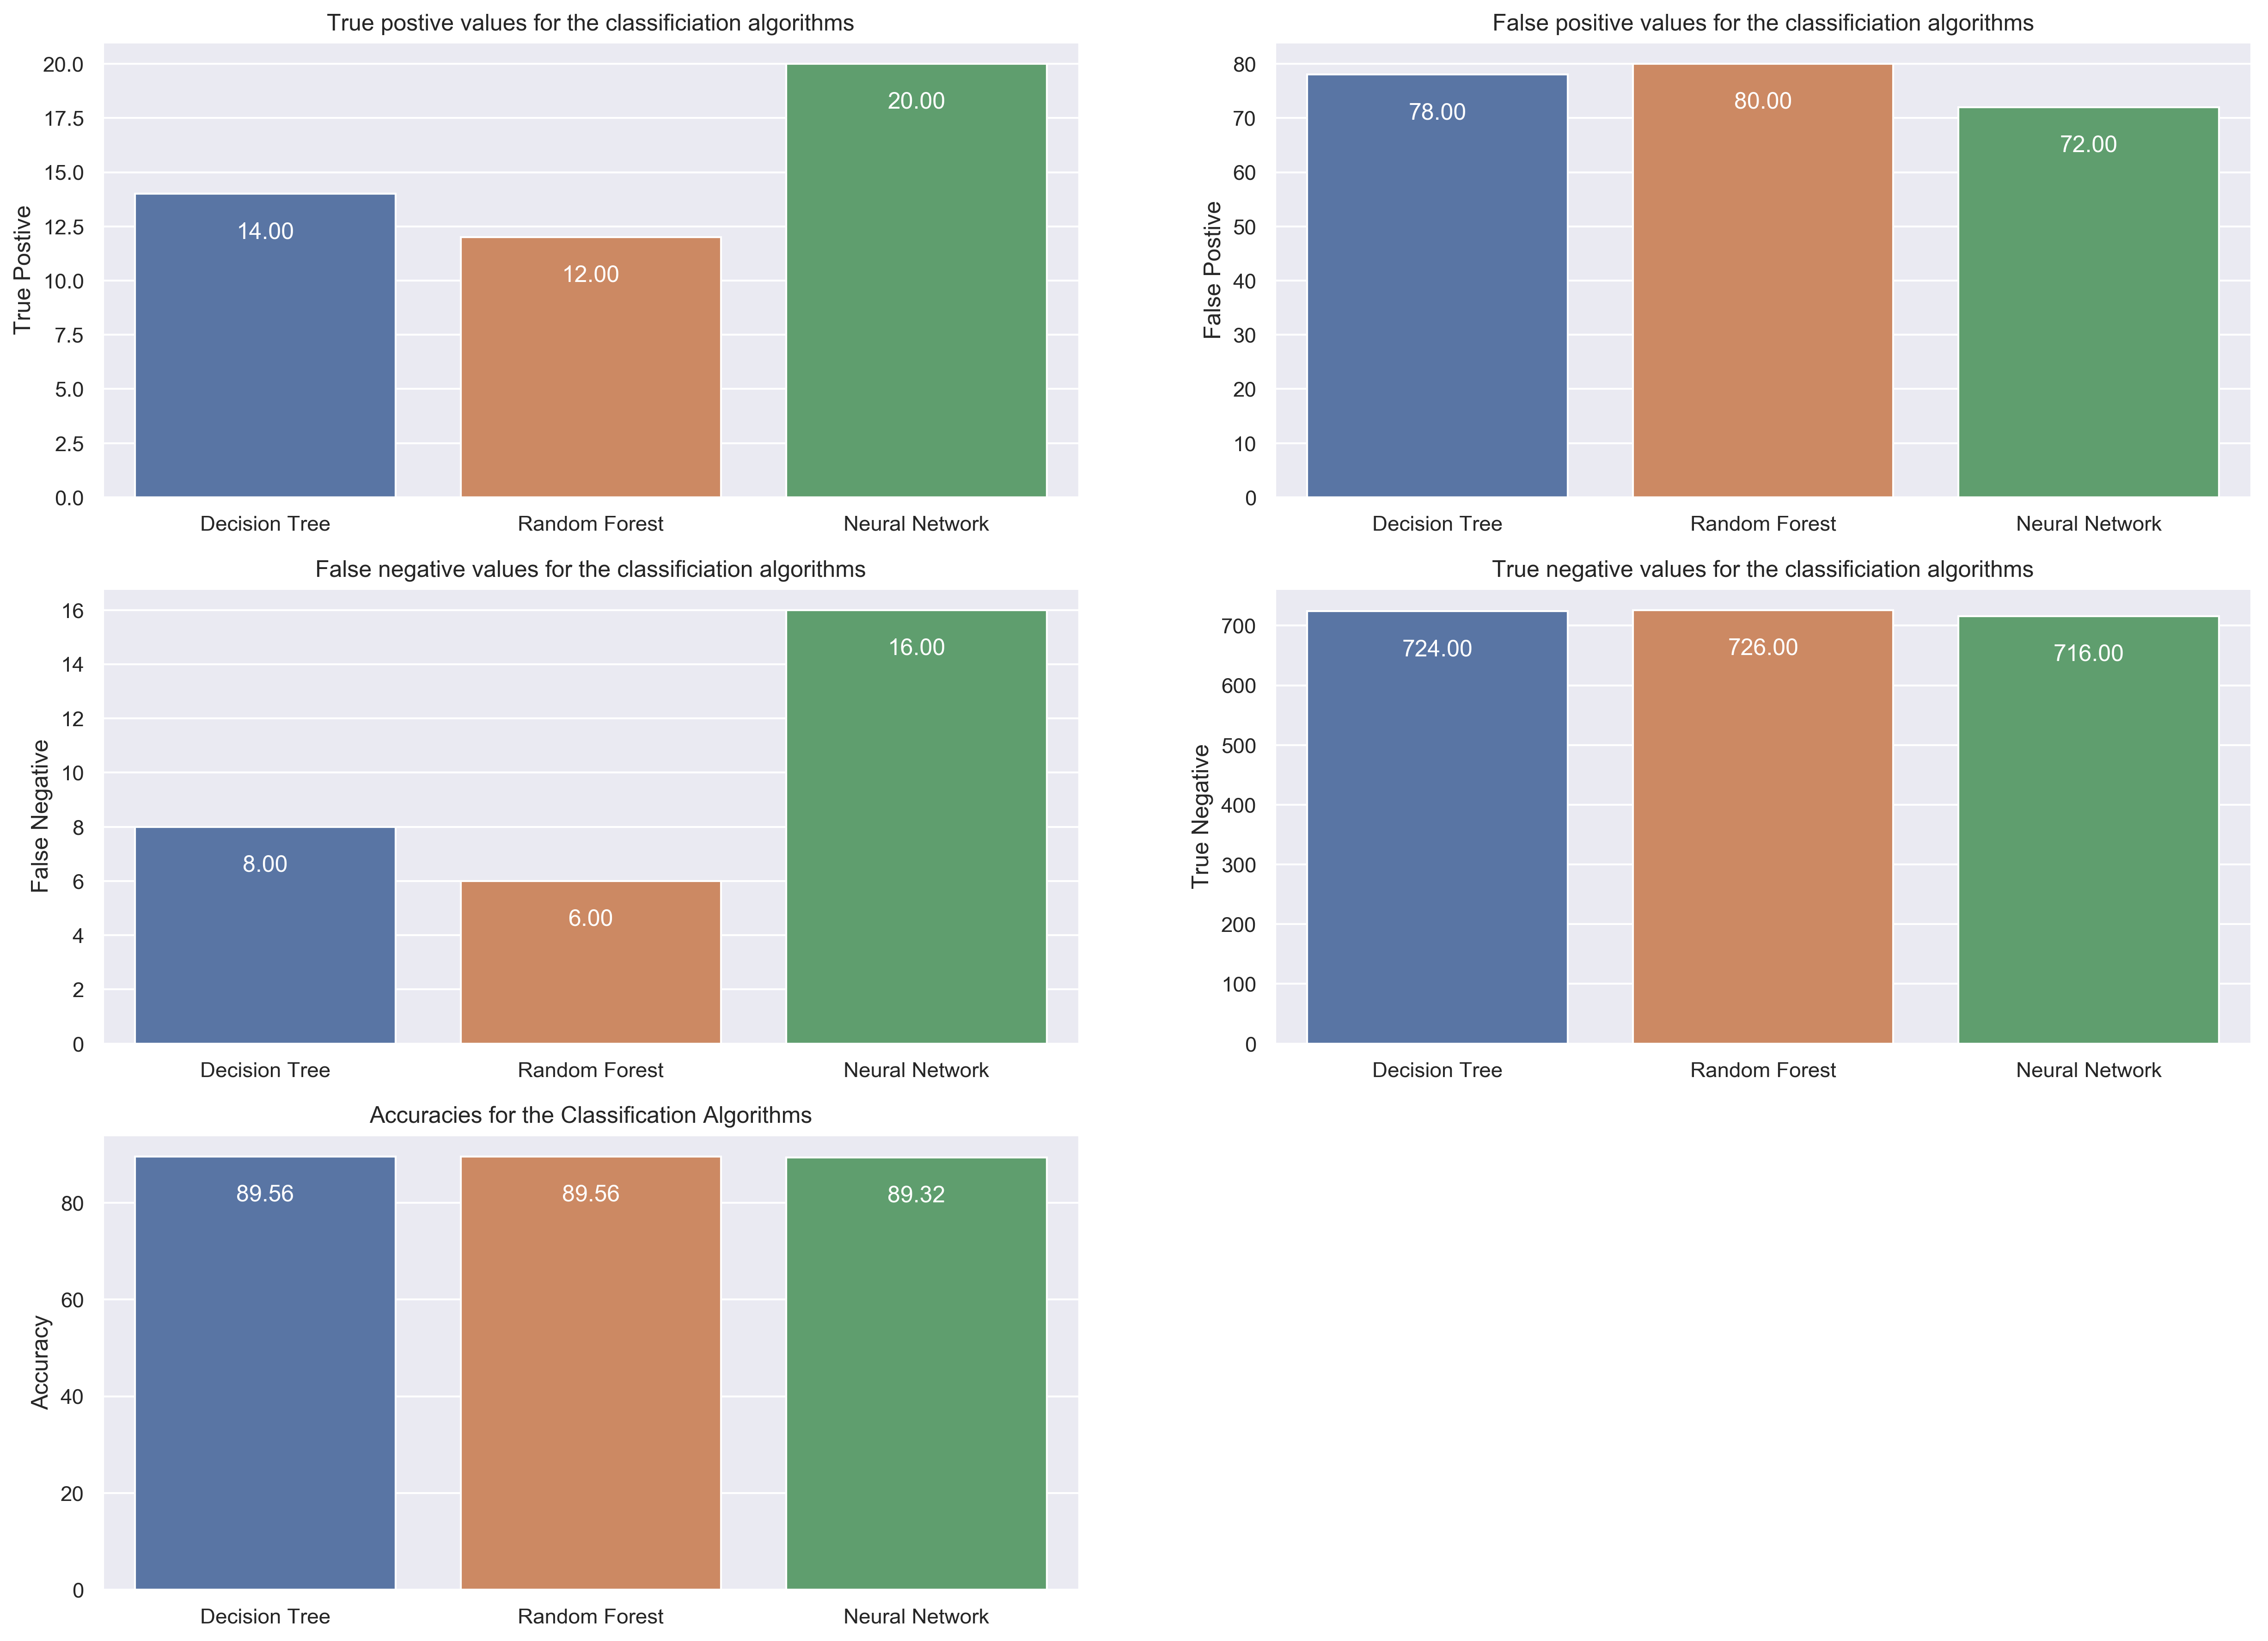 True postive values for the classificiation algorithms
True Postive
20.0
17.5
15.0
12.5
10.0
7.5
5.0
2.5
0.0
14.00
12.00
20.00
Decision Tree
Random Forest
Neural Network
False positive values for the classificiation algorithms
False Postive
80
70
60
50
40
30
20
10
0
78.00
80.00
72.00
Decision Tree
Random Forest
Neural Network
False negative values for the classificiation algorithms
False Negative
16
14
12
10
8
6
4
2
0
8.00
6.00
16.00
Decision Tree
Random Forest
Neural Network
True negative values for the classificiation algorithms
True Negative
700
600
500
400
300
200
100
0
724.00
726.00
716.00
Decision Tree
Random Forest
Neural Network
Accuracies for the Classification Algorithms
Accuracy
80
60
40
20
0
89.56
89.56
89.32
Decision Tree
Random Forest
Neural Network